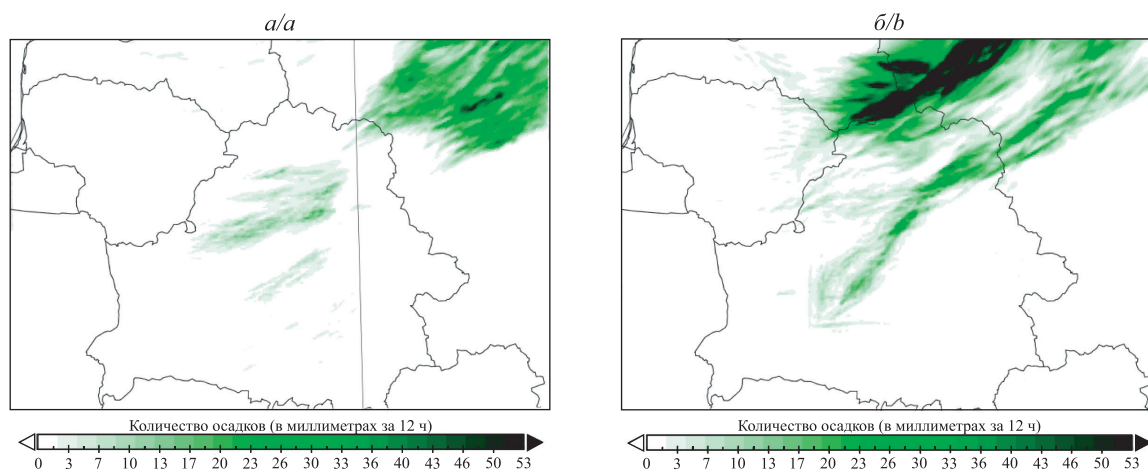 а/a
б/b
Количество осадков (в миллиметрах за 12 ч)
0 3 7 10 13 17 20 23 26 30 33 36 40 43 46 50 53
Количество осадков (в миллиметрах за 12 ч)
0 3 7 10 13 17 20 23 26 30 33 36 40 43 46 50 53